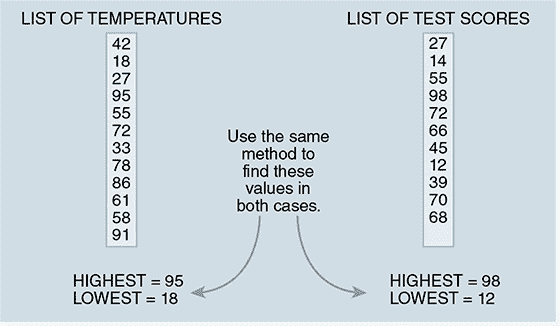 LIST OF TEMPERATURES
42
18
27
95
55
72
33
78
86
61
58
91
HIGHEST = 95
LOWEST = 18
Use the same
method to
find these
values in
both cases.
LIST OF TEST SCORES
27
14
55
98
72
66
45
12
39
70
68
HIGHEST = 98
LOWEST = 12